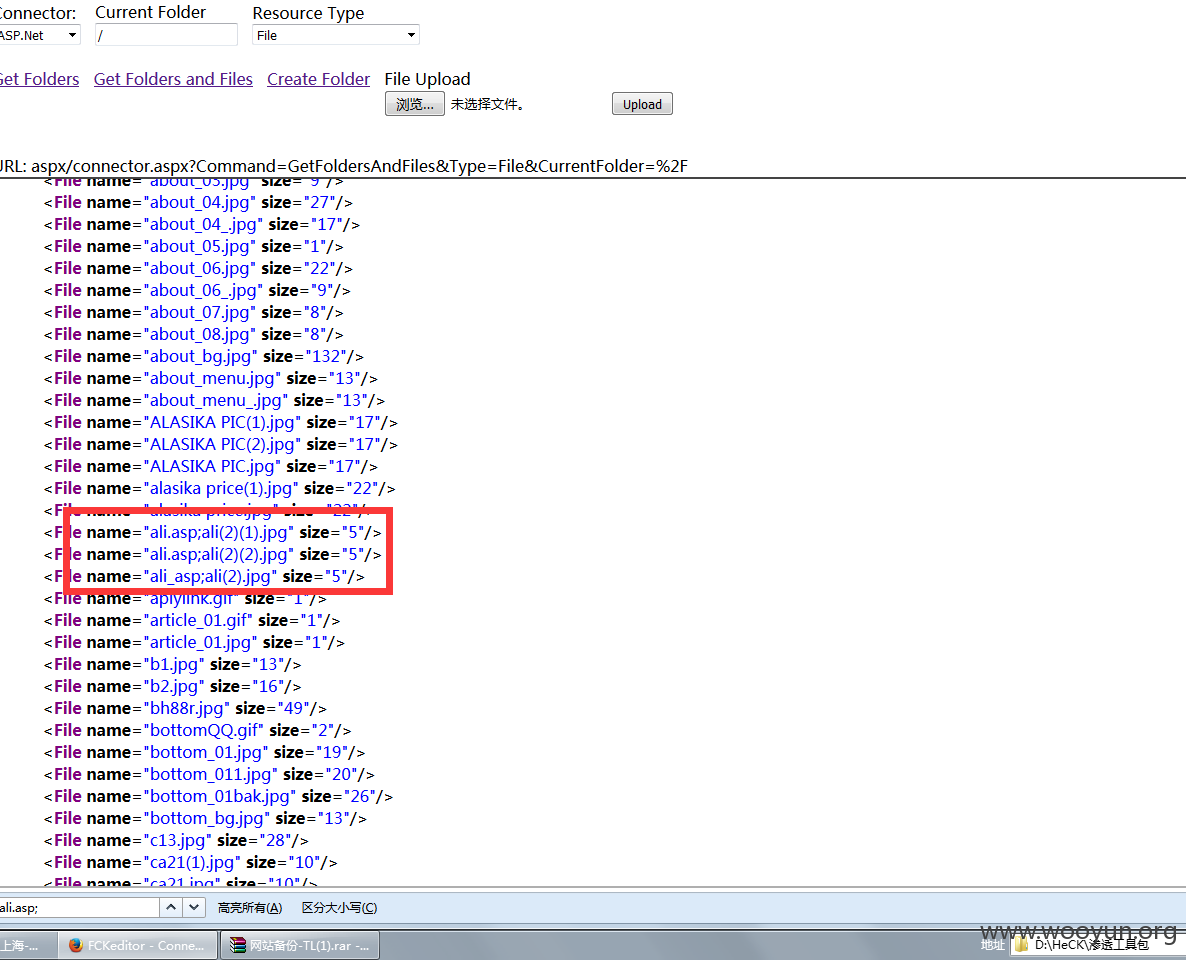 Connector: Current Folder Resource Type
ASP.Net / File
Get Folders Get Folders and Files Create Folder File Upload
浏览... 未选择文件。 Upload
URL: aspx/connector.aspx?Command=GetFoldersAndFiles&Type=File&CurrentFolder=%2F
<File name="about_03.jpg" size="9"/>
<File name="about_04.jpg" size="27"/>
<File name="about_04_.jpg" size="17"/>
<File name="about_05.jpg" size="1"/>
<File name="about_06.jpg" size="22"/>
<File name="about_06_.jpg" size="9"/>
<File name="about_07.jpg" size="8"/>
<File name="about_08.jpg" size="8"/>
<File name="about_bg.jpg" size="132"/>
<File name="about_menu.jpg" size="13"/>
<File name="about_menu_.jpg" size="13"/>
<File name="ALASIKA PIC(1).jpg" size="17"/>
<File name="ALASIKA PIC(2).jpg" size="17"/>
<File name="ALASIKA PIC.jpg" size="17"/>
<File name="alasika price(1).jpg" size="22"/>
<File name="alasika price.jpg" size="22"/>
<File name="ali.asp;ali(2)(1).jpg" size="5"/>
<File name="ali.asp;ali(2)(2).jpg" size="5"/>
<File name="ali_asp;ali(2).jpg" size="5"/>
<File name="aplylink.gif" size="1"/>
<File name="article_01.gif" size="1"/>
<File name="article_01.jpg" size="1"/>
<File name="b1.jpg" size="13"/>
<File name="b2.jpg" size="16"/>
<File name="bh88r.jpg" size="49"/>
<File name="bottomQQ.gif" size="2"/>
<File name="bottom_01.jpg" size="19"/>
<File name="bottom_011.jpg" size="20"/>
<File name="bottom_01bak.jpg" size="26"/>
<File name="bottom_bg.jpg" size="13"/>
<File name="c13.jpg" size="28"/>
<File name="ca21(1).jpg" size="10"/>
<File name="ca21.jpg" size="10"/>
ali.asp; 高亮所有(A) 区分大小写(C)
www.wooyun.org
上海-... FCKeditor - Conne... 网站备份-TL(1).rar -... 地址 D:\HeCK\渗透工具包